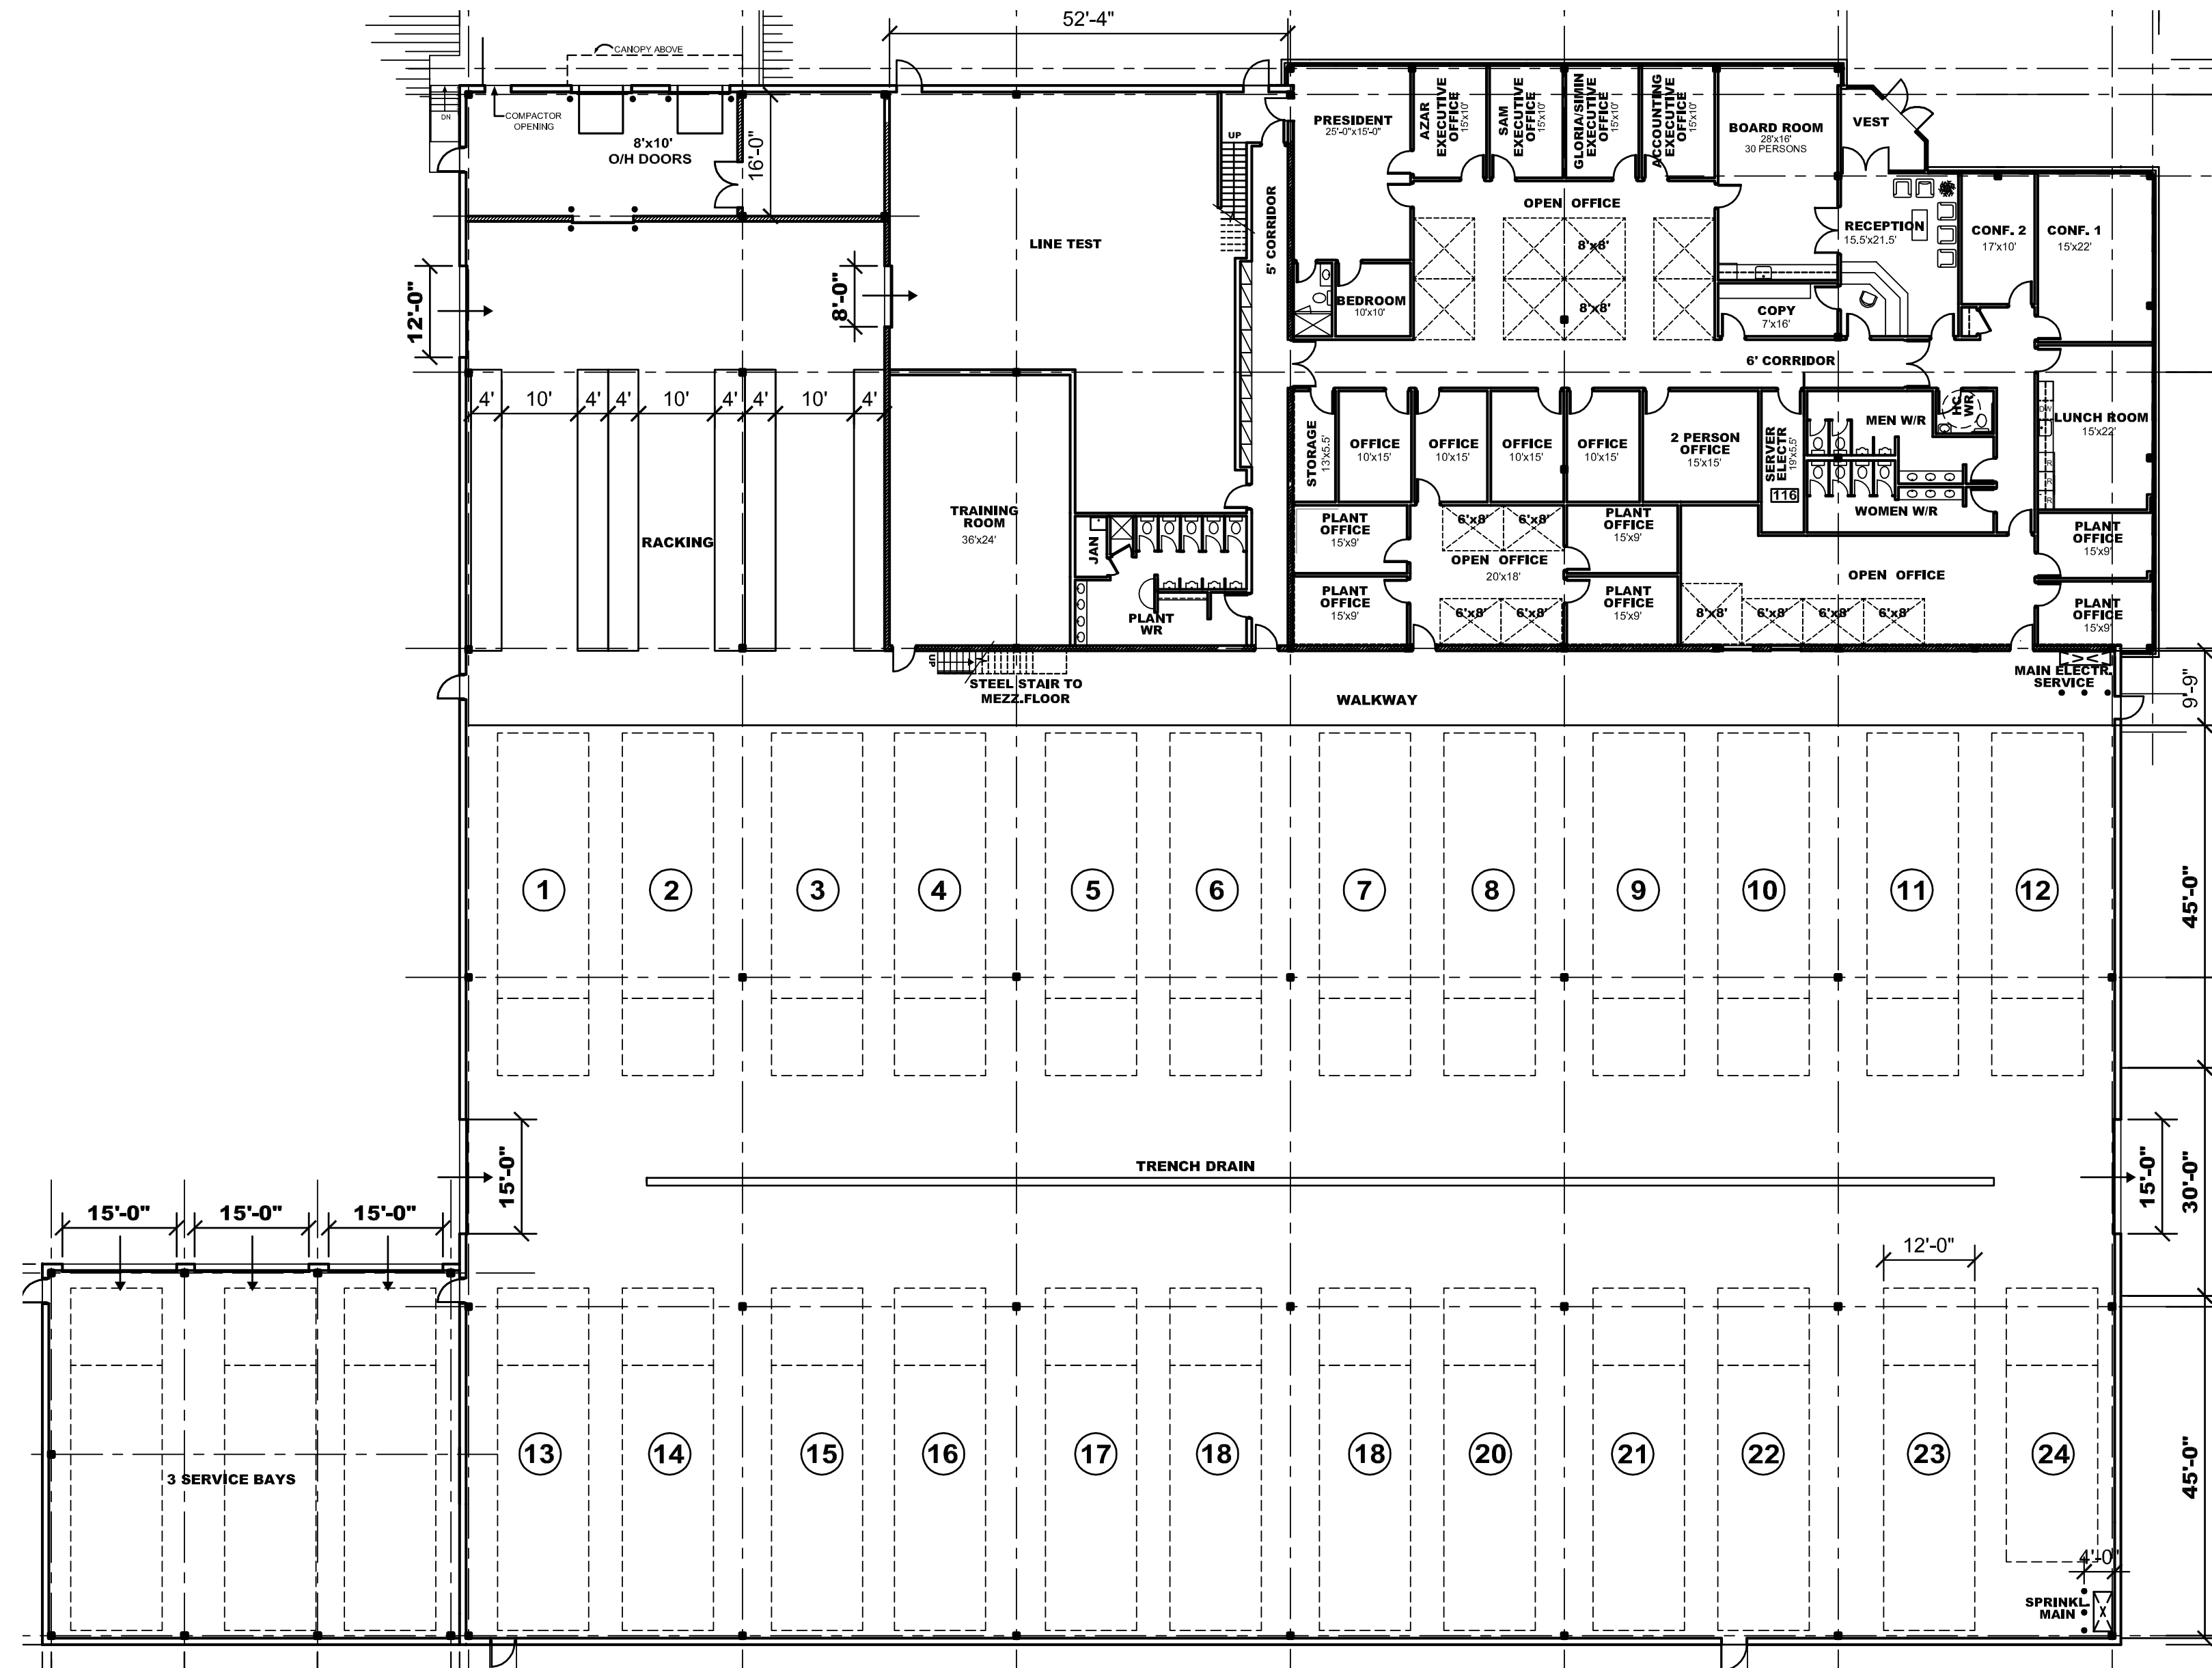 52'-4"
CANOPY ABOVE
DN
COMPACTOR
OPENING
8'x10'
O/H DOORS
16'-0"
UP
LINE TEST
5' CORRIDOR
PRESIDENT
25'-0"x15'-0"
AZAR
EXECUTIVE
OFFICE
15'x10'
SAM
EXECUTIVE
OFFICE
15'x10'
GLORIA/SIMIN
EXECUTIVE
OFFICE
15'x10'
ACCOUNTING
EXECUTIVE
OFFICE
15'x10'
BOARD ROOM
28'x16'
30 PERSONS
VEST
OPEN OFFICE
8'x8'
8'x8'
RECEPTION
15.5'x21.5'
CONF. 2
17'x10'
CONF. 1
15'x22'
BEDROOM
10'x10'
COPY
7'x16'
6' CORRIDOR
12'-0"
8'-0"
4'
10'
4'
4'
10'
4'
4'
10'
4'
RACKING
TRAINING
ROOM
36'x24'
JAN
PLANT
WR
STORAGE
13'x5.5'
OFFICE
10'x15'
OFFICE
10'x15'
OFFICE
10'x15'
OFFICE
10'x15'
2 PERSON
OFFICE
15'x15'
SERVER
ELECTR
19'x5.5'
116
MEN W/R
HC
WR
WOMEN W/R
DW
R
R
R
LUNCH ROOM
15'x22'
PLANT
OFFICE
15'x9'
6'x8'
6'x8'
PLANT
OFFICE
15'x9'
OPEN OFFICE
20'x18'
OPEN OFFICE
PLANT
OFFICE
15'x9'
PLANT
OFFICE
15'x9'
6'x8'
6'x8'
PLANT
OFFICE
15'x9'
8'x8'
6'x8'
6'x8'
6'x8'
PLANT
OFFICE
15'x9'
UP
STEEL STAIR TO
MEZZ.FLOOR
WALKWAY
MAIN ELECTR.
SERVICE
9'-9"
1
2
3
4
5
6
7
8
9
10
11
12
45'-0"
15'-0"
TRENCH DRAIN
15'-0"
30'-0"
15'-0"
15'-0"
15'-0"
12'-0"
3 SERVICE BAYS
13
14
15
16
17
18
18
20
21
22
23
24
45'-0"
4'-0"
SPRINKL.
MAIN